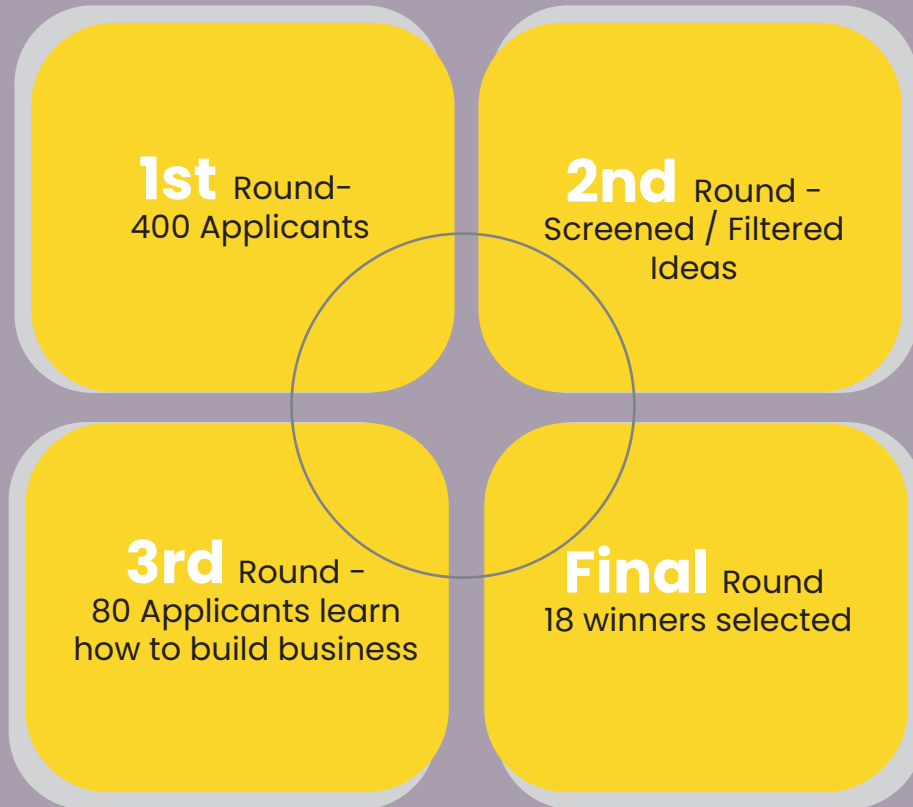 1st Round-
400 Applicants
2nd Round -
Screened / Filtered
Ideas
3rd Round -
80 Applicants learn
how to build business
Final Round
18 winners selected